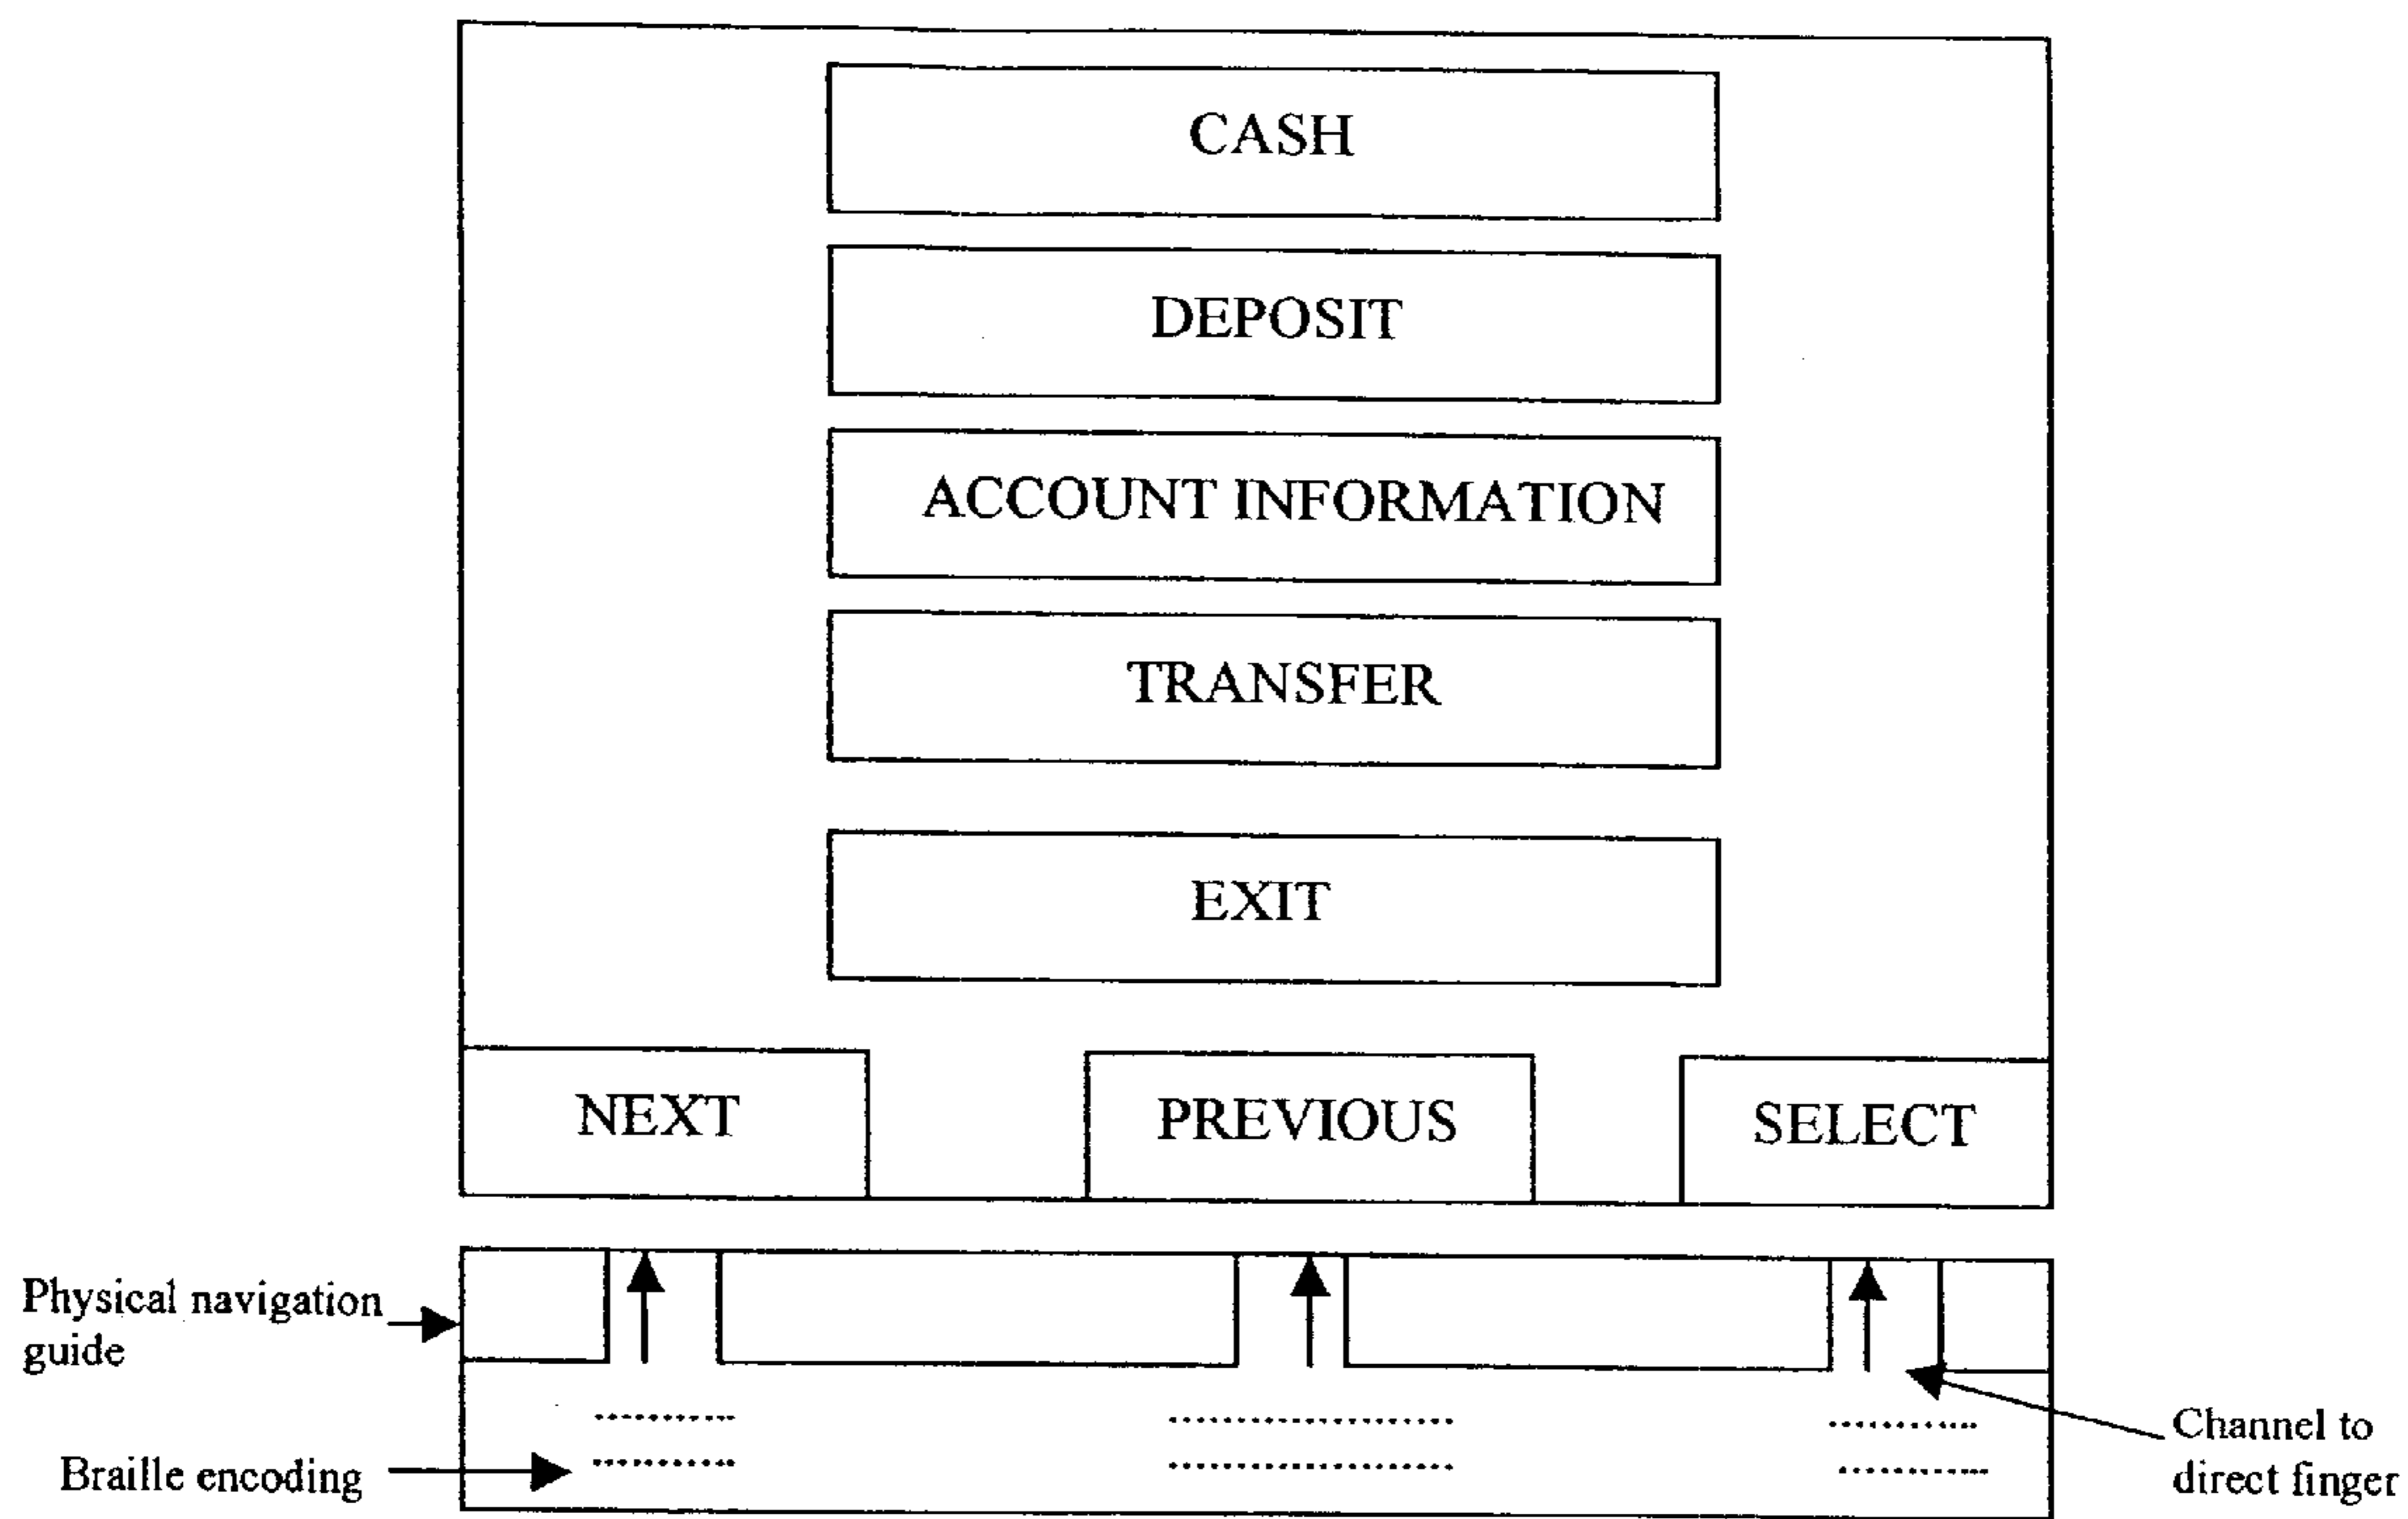 CASH
DEPOSIT
ACCOUNT INFORMATION
TRANSFER
EXIT
NEXT PREVIOUS SELECT
Physical navigation
guide
Braille encoding
Channel to
direct finger